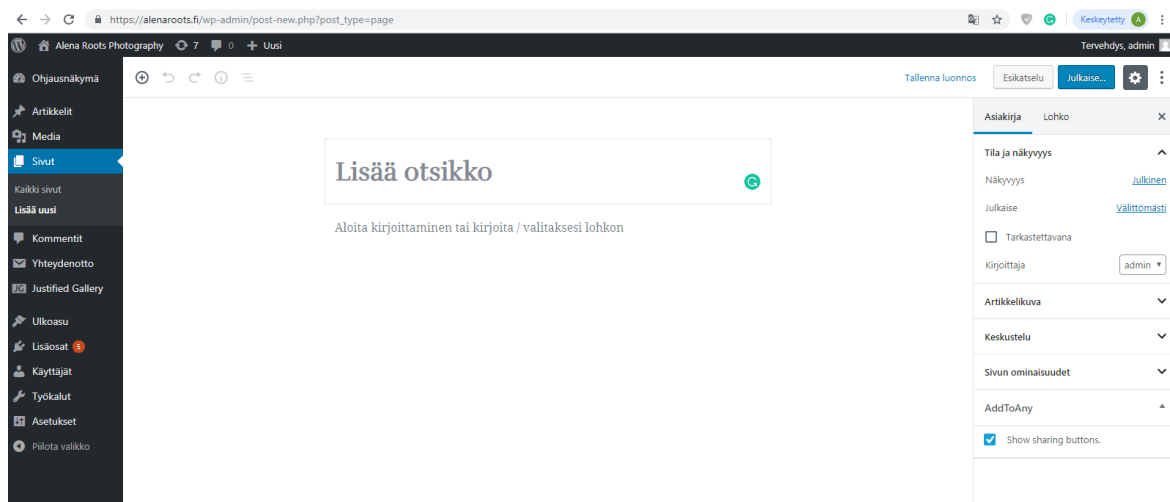 https://alenaroots.fi/wp-admin/post-new.php?post_type=page
Keskeytetty A
Alena Roots Photography 7 0 + Uusi
Tervehdys, admin
Ohjausnäkymä
Artikkelit
Media
Sivut
Kaikki sivut
Lisää uusi
Kommentit
Yhteydenotto
JG Justified Gallery
Ulkoasu
Lisäosat 5
Käyttäjät
Työkalut
Asetukset
Piilota valikko
Tallenna luonnos Esikatselu Julkaise...
Lisää otsikko
Aloita kirjoittaminen tai kirjoita / valitaksesi lohkon
Asiakirja Lohko
Tila ja näkyvyys
Näkyvyys Julkinen
Julkaise Välittömästi
Tarkastettavana
Kirjoittaja admin
Artikkelikuva
Keskustelu
Sivun ominaisuudet
AddToAny
Show sharing buttons.